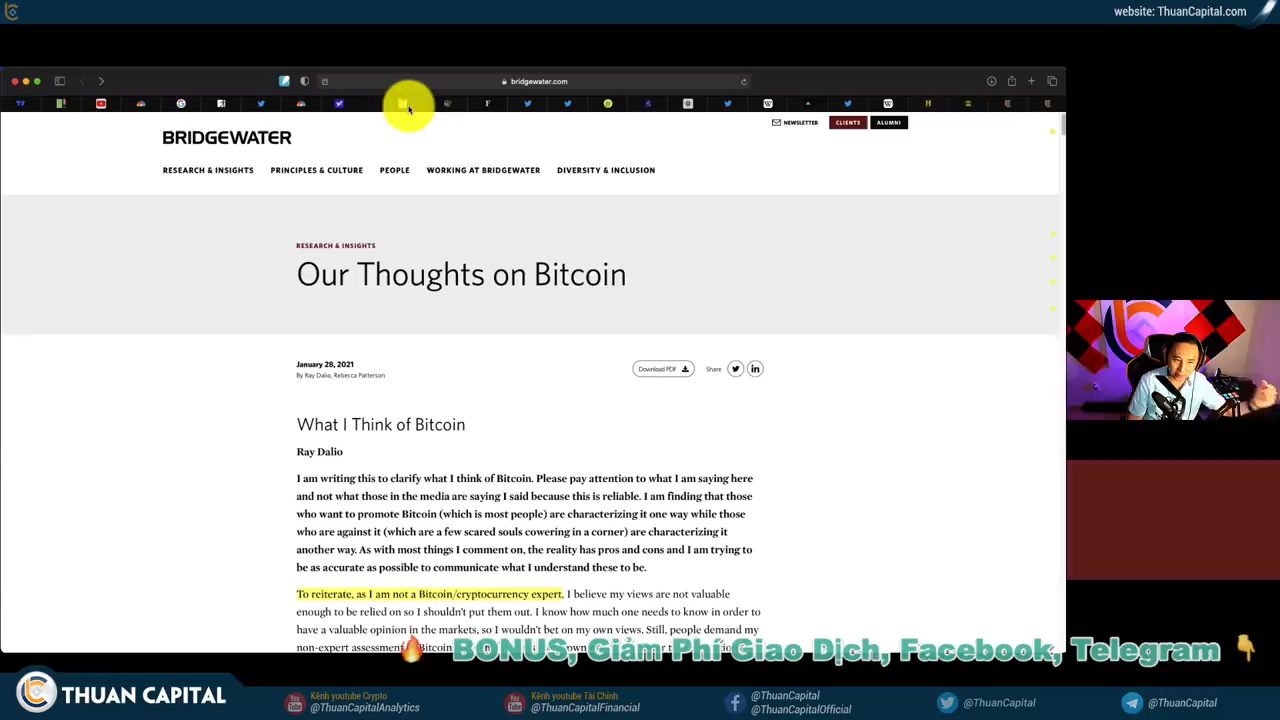 website: ThuanCapital.com
bridgewater.com
NEWSLETTER
CLIENTS
ALUMNI
BRIDGEWATER
RESEARCH & INSIGHTS
PRINCIPLES & CULTURE
PEOPLE
WORKING AT BRIDGEWATER
DIVERSITY & INCLUSION
RESEARCH & INSIGHTS
Our Thoughts on Bitcoin
January 28, 2021
By Ray Dalio, Rebecca Patterson
Download PDF
Share
What I Think of Bitcoin
Ray Dalio
I am writing this to clarify what I think of Bitcoin. Please pay attention to what I am saying here
and not what those in the media are saying I said because this is reliable. I am finding that those
who want to promote Bitcoin (which is most people) are characterizing it one way while those
who are against it (which are a few scared souls cowering in a corner) are characterizing it
another way. As with most things I comment on, the reality has pros and cons and I am trying to
be as accurate as possible to communicate what I understand these to be.
To reiterate, as I am not a Bitcoin/cryptocurrency expert, I believe my views are not valuable
enough to be relied on so I shouldn't put them out. I know how much one needs to know in order to
have a valuable opinion in the markets, so I wouldn't bet on my own views. Still, people demand my
non-expert assessment
BONUS, Giảm Phí Giao Dịch, Facebook, Telegram
THUAN CAPITAL
Kênh youtube Crypto
@ThuanCapitalAnalytics
Kênh youtube Tài Chính
@ThuanCapitalFinancial
@ThuanCapital
@ThuanCapitalOfficial
@ThuanCapital
@ThuanCapital